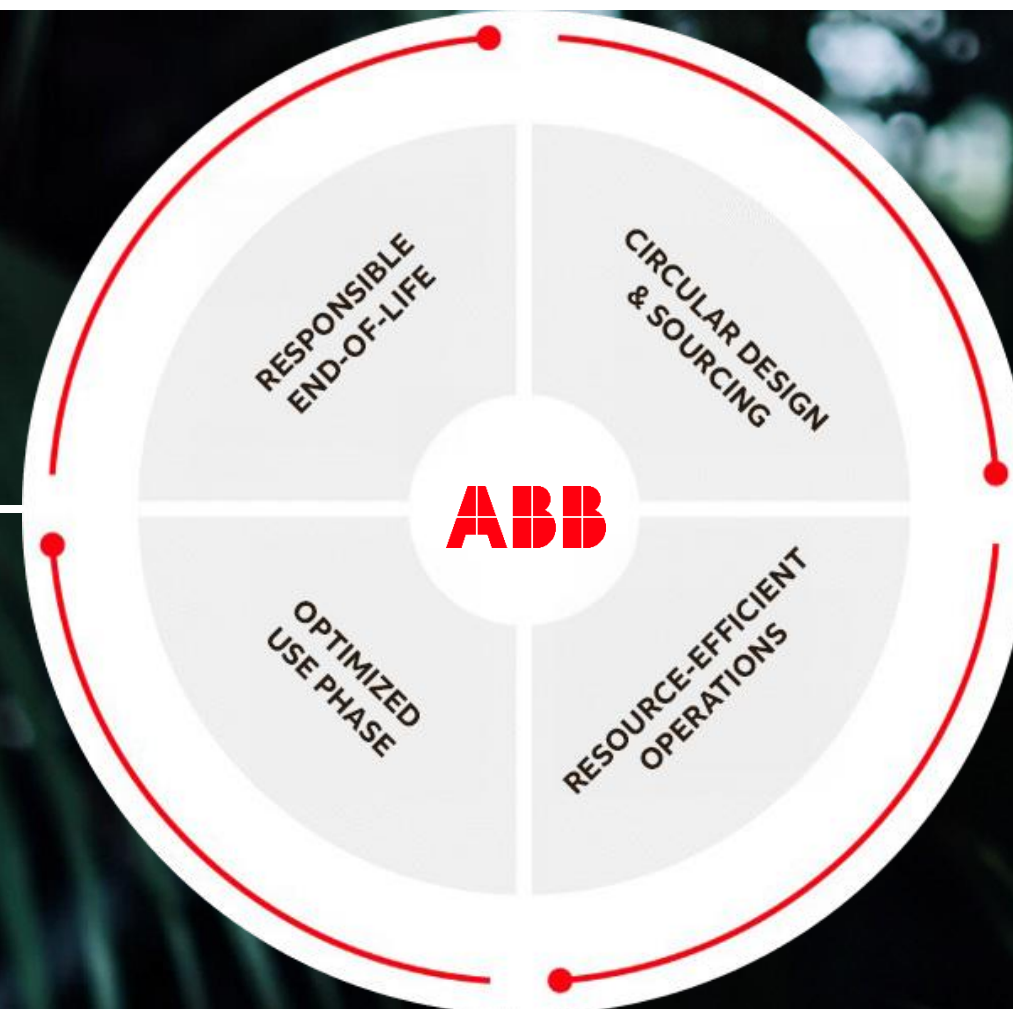 RESPONSIBLE
END-OF-LIFE
CIRCULAR DESIGN
& SOURCING
ABB
OPTIMIZED
USE PHASE
RESOURCE-EFFICIENT
OPERATIONS